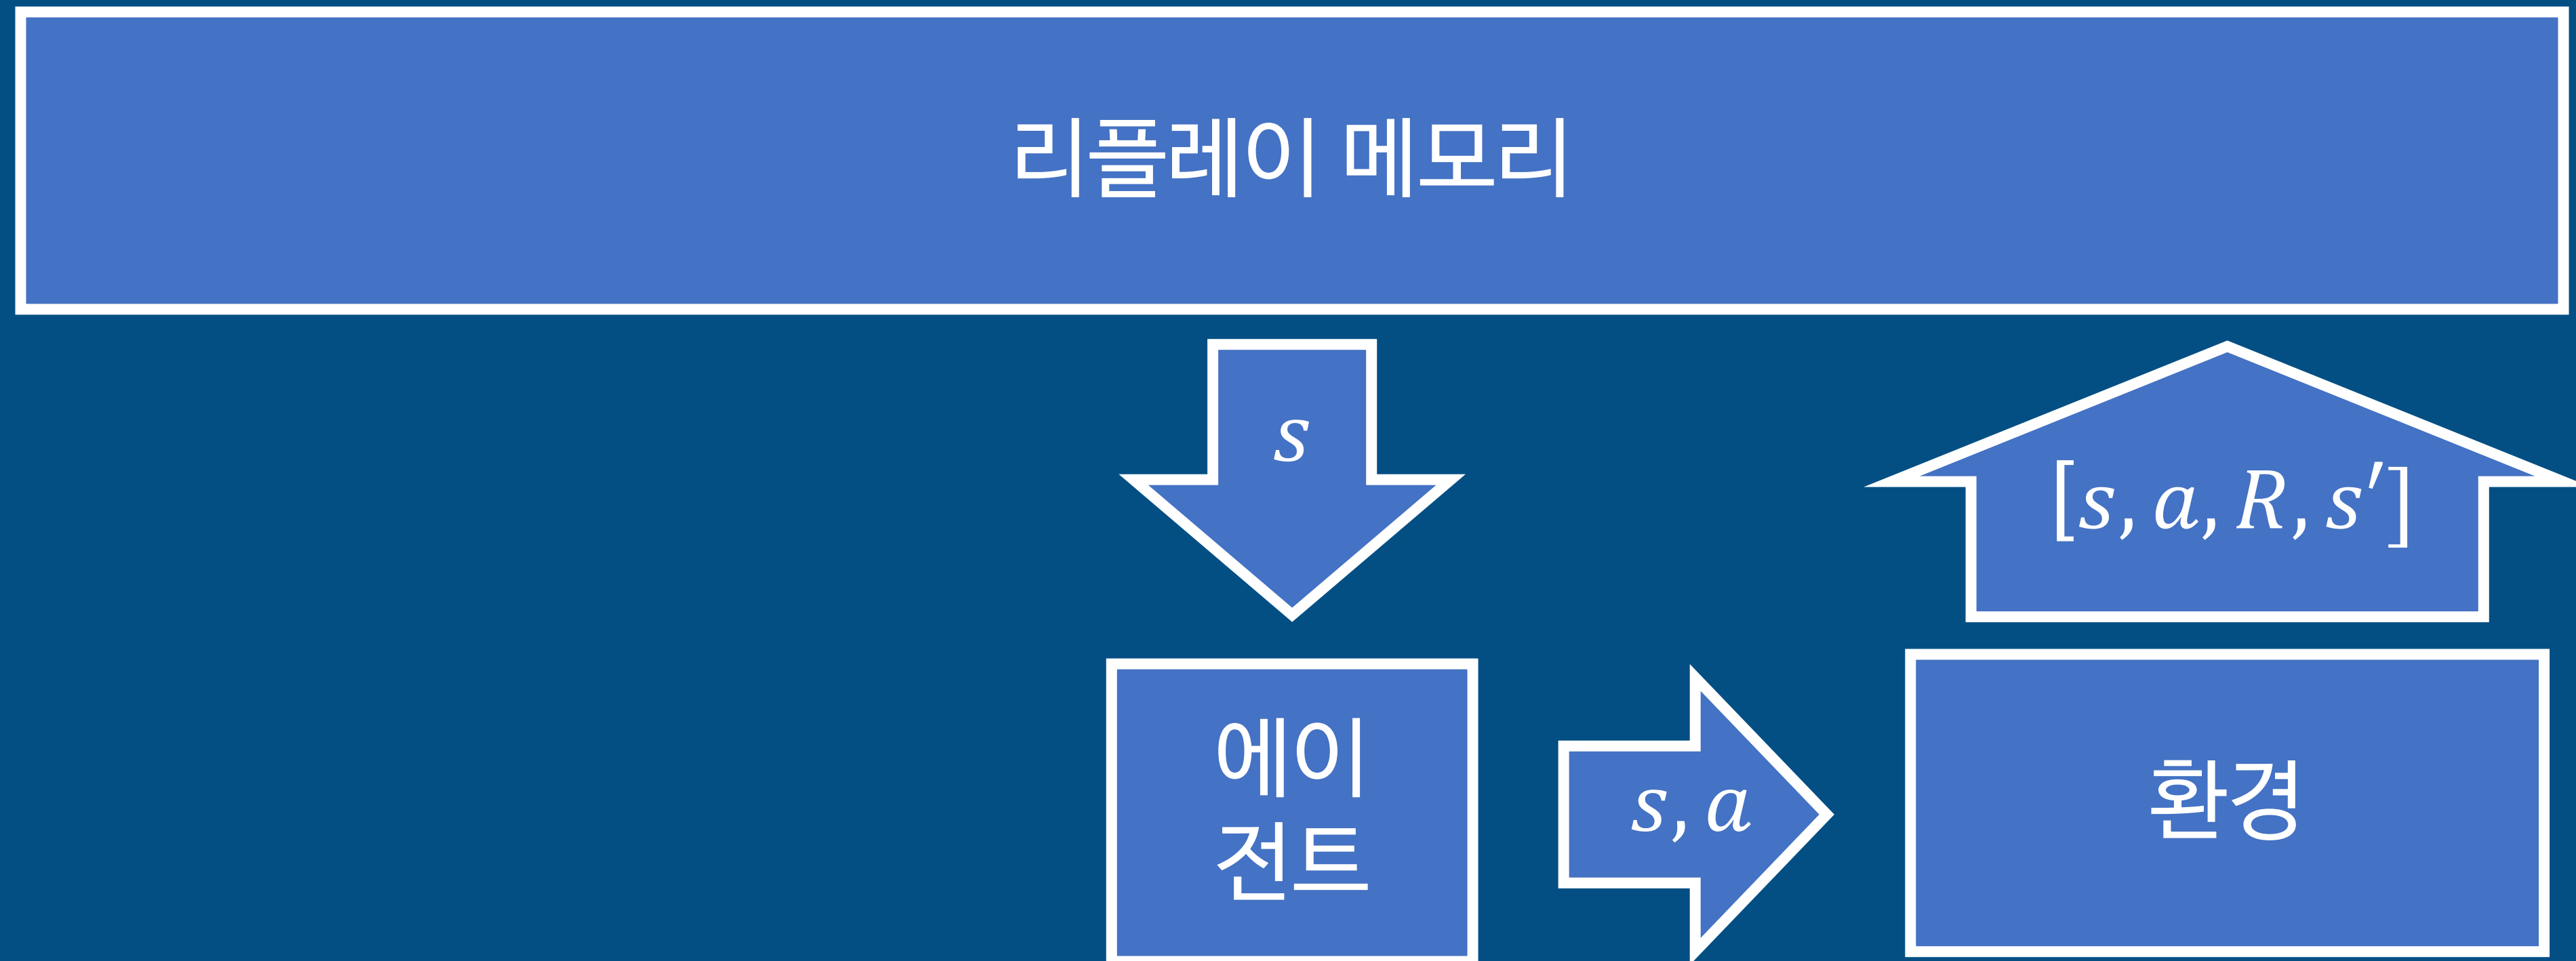 리플레이 메모리
s
[s, a, R, s′]
에이
전트
s, a
환경